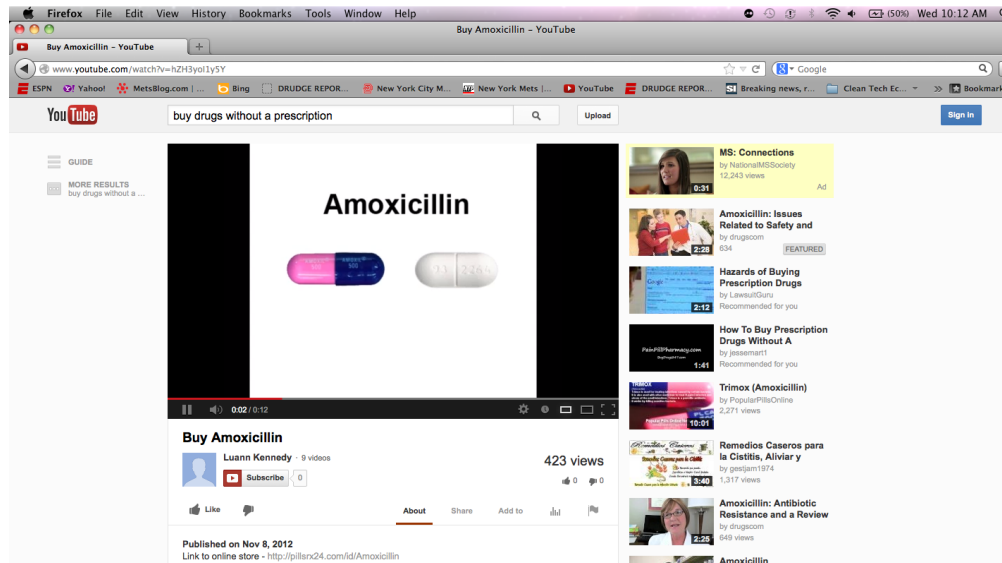 Firefox File Edit View History Bookmarks Tools Window Help (50%) Wed 10:12 AM
Buy Amoxicillin – YouTube
Buy Amoxicillin – YouTube
www.youtube.com/watch?v=hZH3yol1y5Y Google
ESPN Yahoo! MetsBlog.com | ... Bing DRUDGE REPOR... New York City M... New York Mets |... YouTube DRUDGE REPOR... Breaking news, r... Clean Tech Ec... Bookmark
YouTube buy drugs without a prescription Upload Sign In
GUIDE
MORE RESULTS
buy drugs without a ...
Amoxicillin
0:02 / 0:12
Buy Amoxicillin
Luann Kennedy · 9 videos
Subscribe 0
423 views
0 0
Like About Share Add to
Published on Nov 8, 2012
Link to online store - http://pillsrx24.com/id/Amoxicillin
MS: Connections
by NationalMSSociety
12,243 views
0:31 Ad
Amoxicillin: Issues
Related to Safety and
by drugscom
2:28 634 FEATURED
Hazards of Buying
Prescription Drugs
by LawsuitGuru
2:12 Recommended for you
How To Buy Prescription
Drugs Without A
by jessemart1
PainPillPharmacy.com
1:41 Recommended for you
Trimox (Amoxicillin)
by PopularPillsOnline
2,271 views
TRIMOX
10:01
Remedios Caseros para
la Cistitis, Aliviar y
by gestjam1974
3:40 1,317 views
Amoxicillin: Antibiotic
Resistance and a Review
by drugscom
2:25 649 views
Amoxicillin